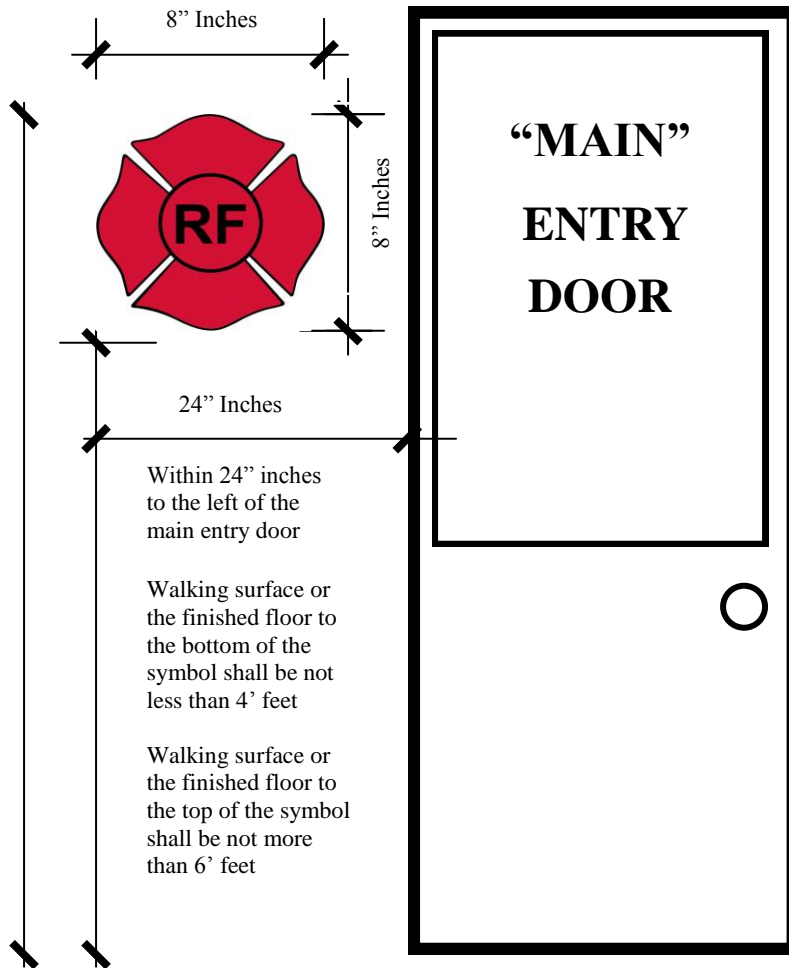 8” Inches
RF
8” Inches
“MAIN”
ENTRY
DOOR
24” Inches
Within 24” inches
to the left of the
main entry door
Walking surface or
the finished floor to
the bottom of the
symbol shall be not
less than 4’ feet
Walking surface or
the finished floor to
the top of the symbol
shall be not more
than 6’ feet